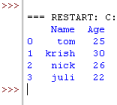 >>>
=== RESTART: C:
Name Age
0 tom 25
1 krish 30
2 nick 26
3 juli 22
>>>